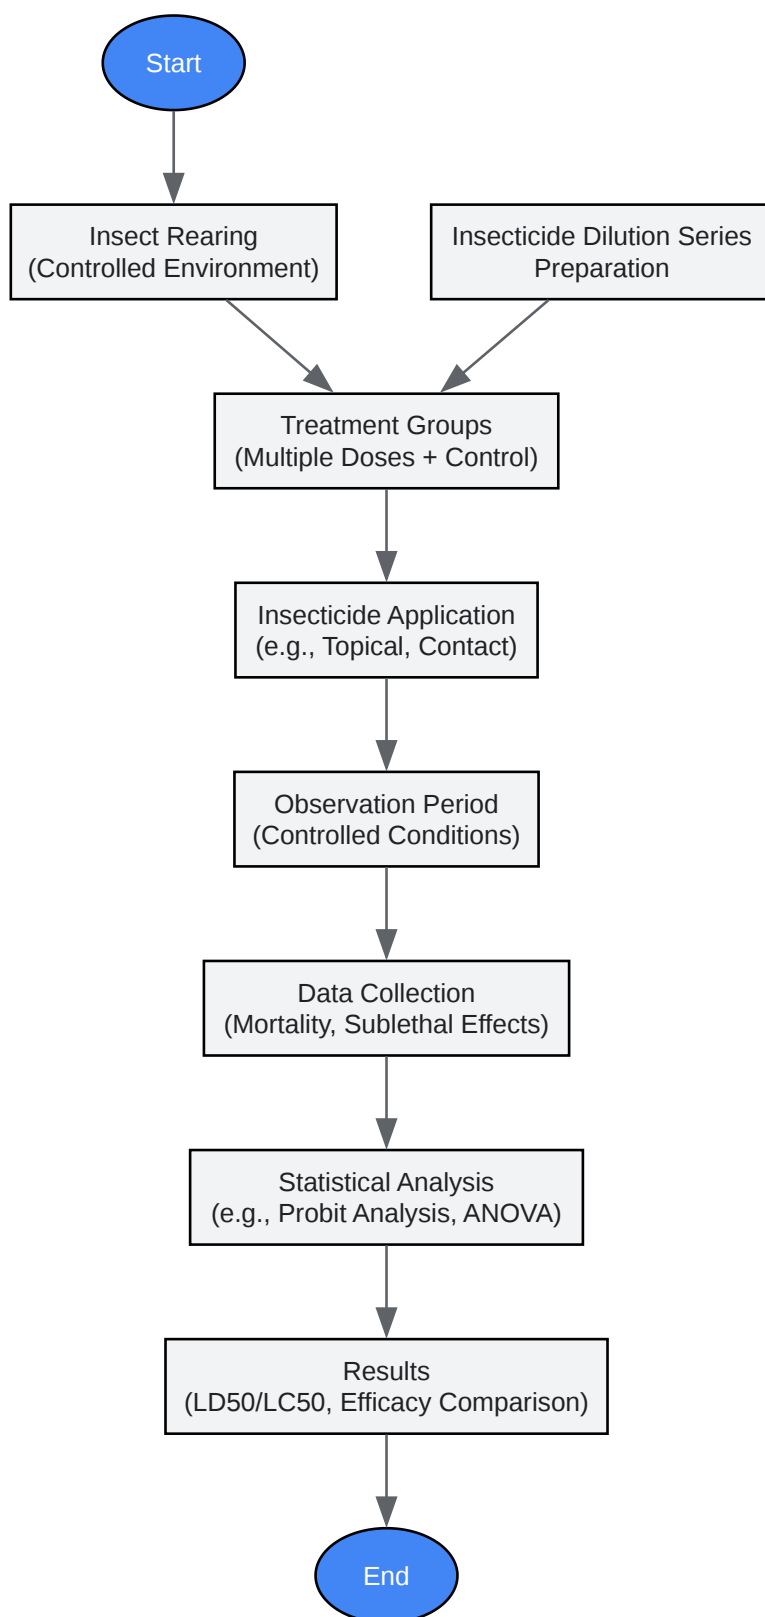 Start
Insect Rearing
(Controlled Environment)
Insecticide Dilution Series
Preparation
Treatment Groups
(Multiple Doses + Control)
Insecticide Application
(e.g., Topical, Contact)
Observation Period
(Controlled Conditions)
Data Collection
(Mortality, Sublethal Effects)
Statistical Analysis
(e.g., Probit Analysis, ANOVA)
Results
(LD50/LC50, Efficacy Comparison)
End